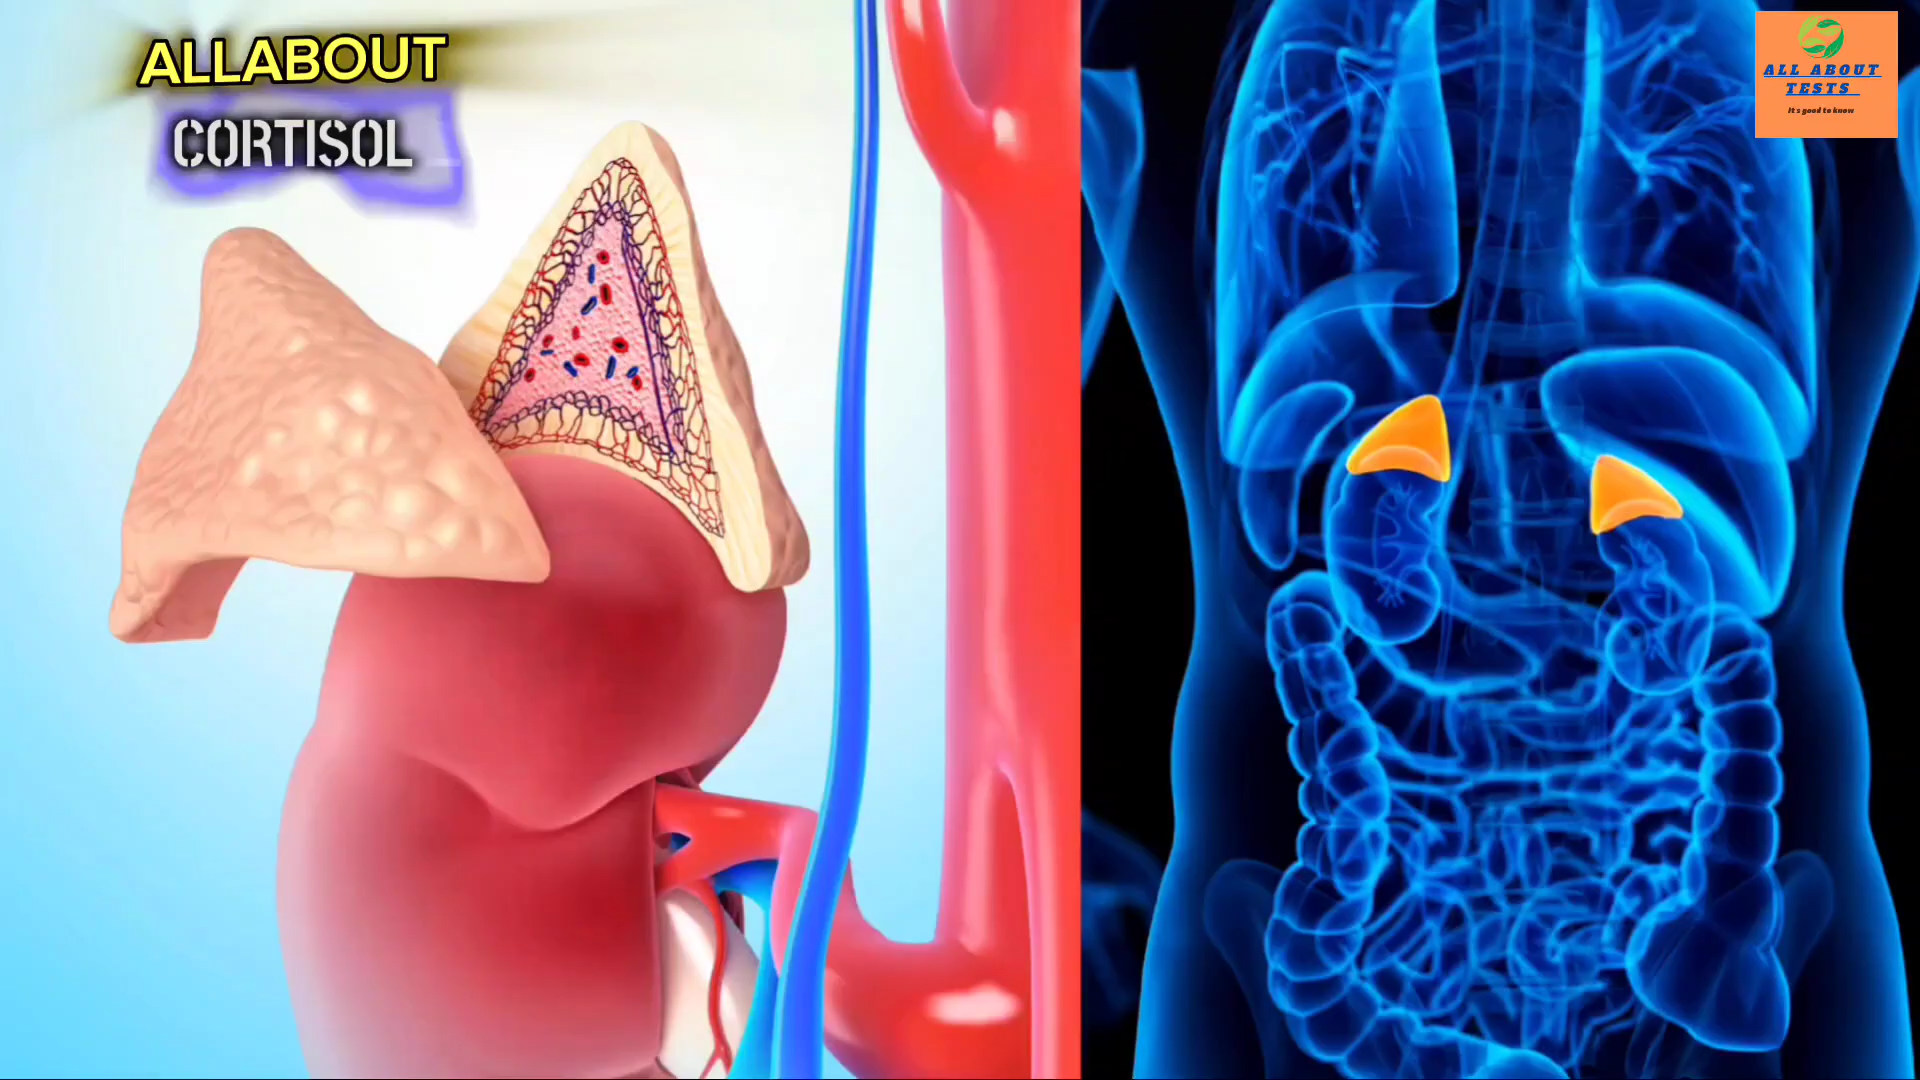 ALLABOUT
CORTISOL
ALL ABOUT
TESTS
It's good to know